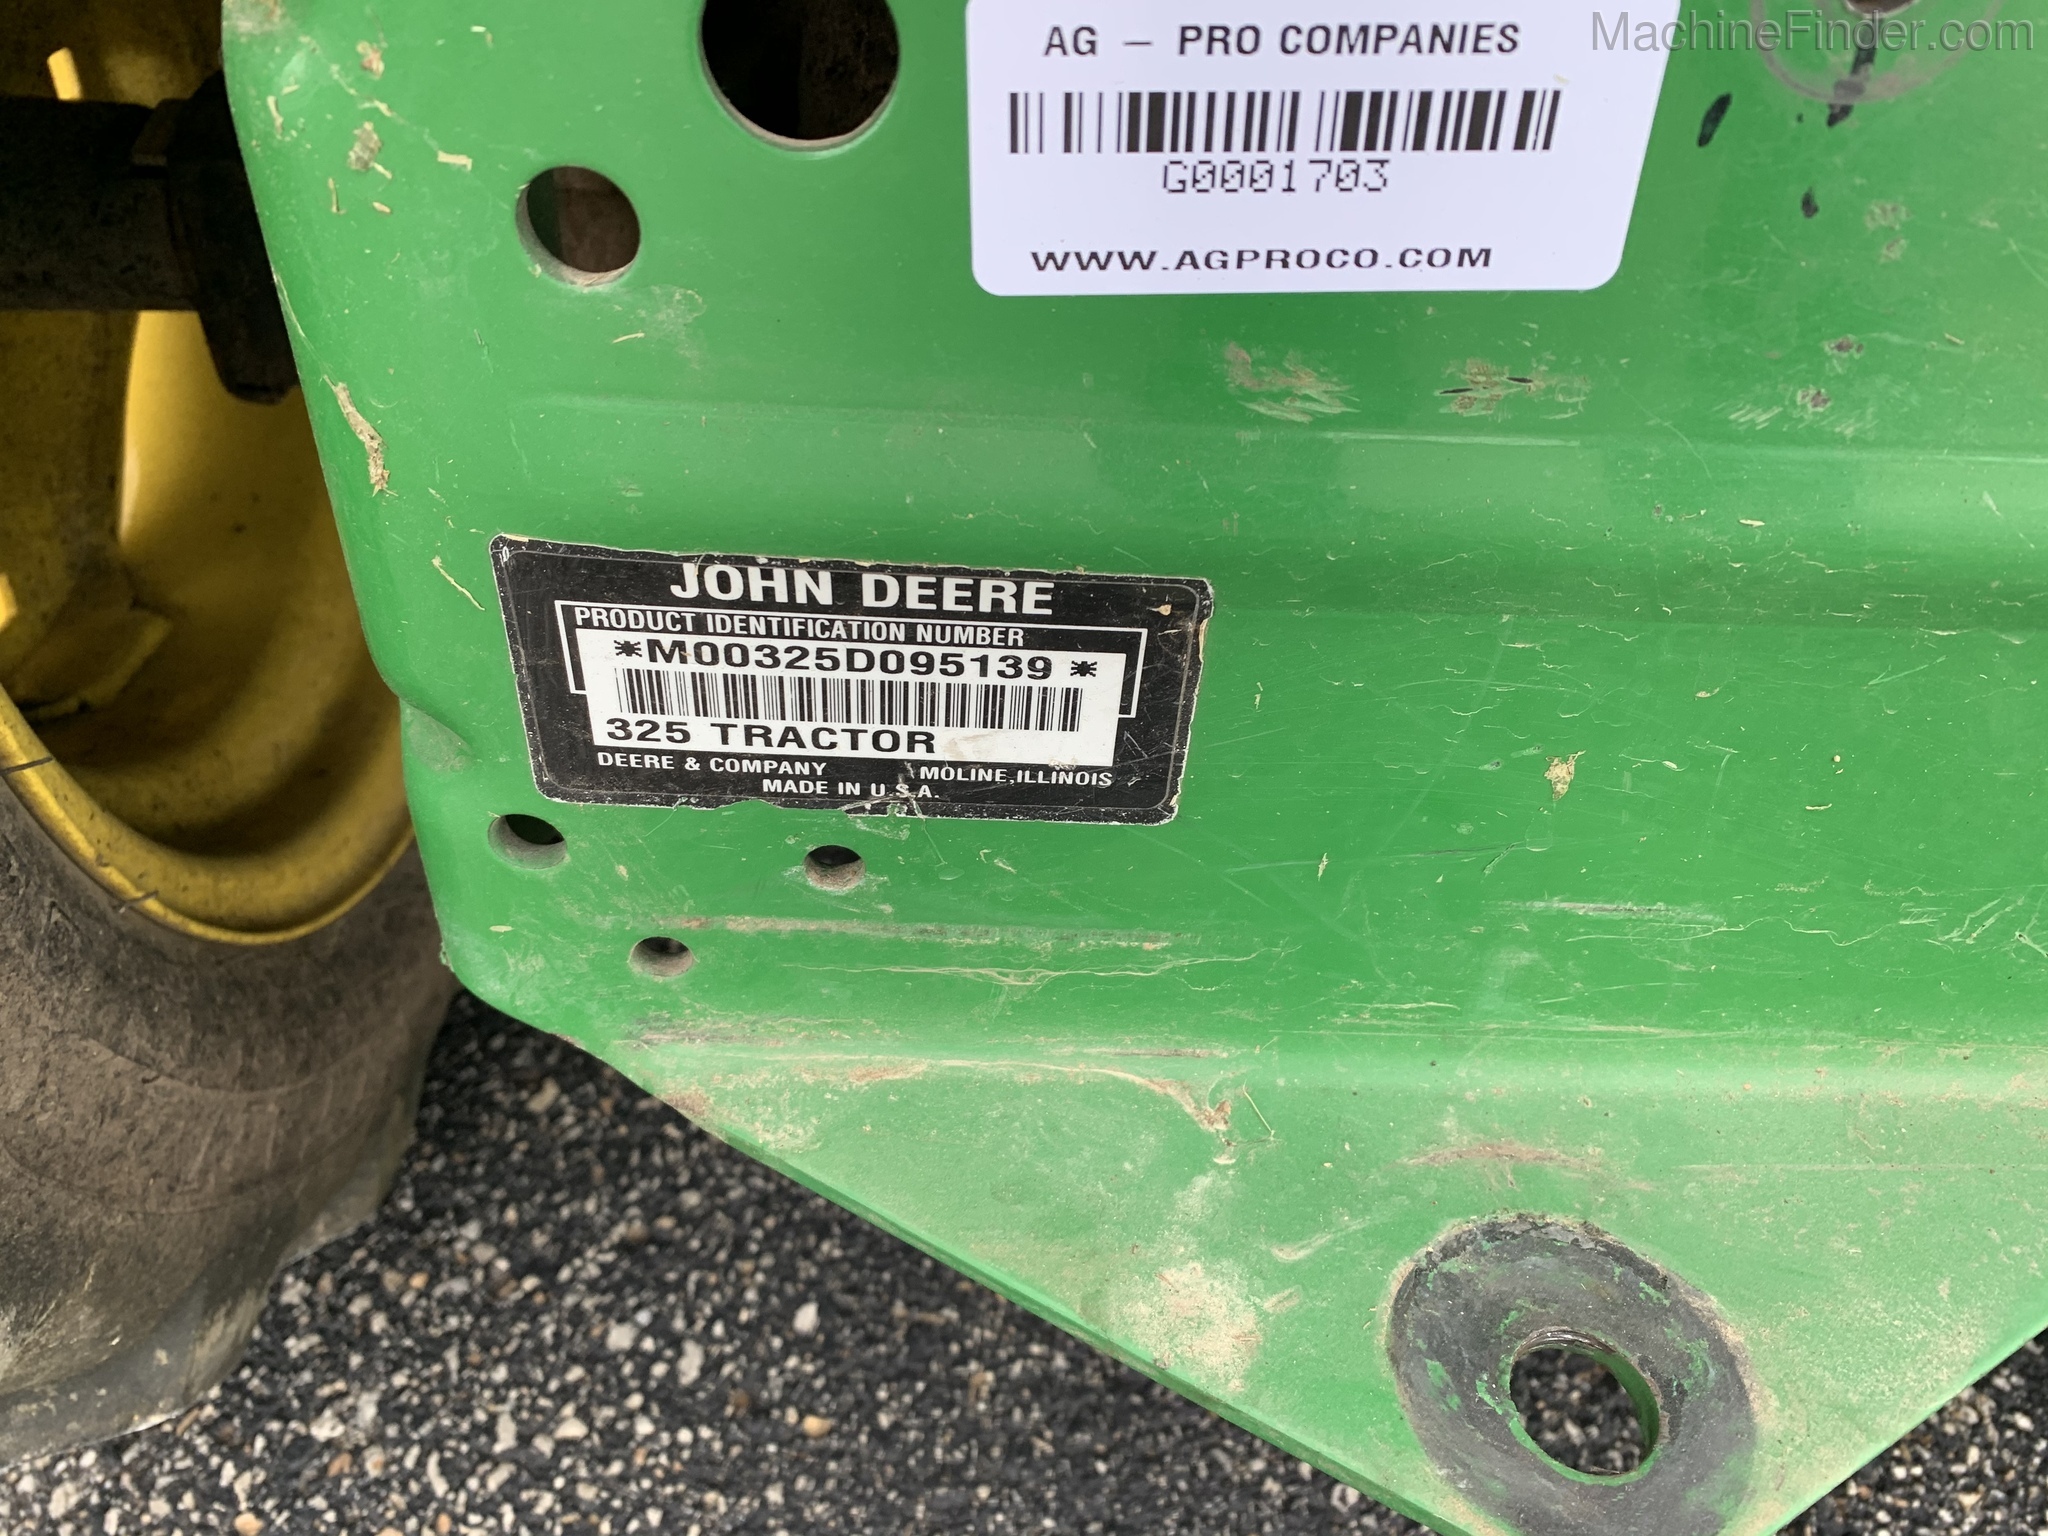 MachineFinder.com
AG – PRO COMPANIES
G0001703
WWW.AGPROCO.COM
JOHN DEERE
PRODUCT IDENTIFICATION NUMBER
*M00325D095139*
325 TRACTOR
DEERE & COMPANY MOLINE, ILLINOIS
MADE IN U.S.A.